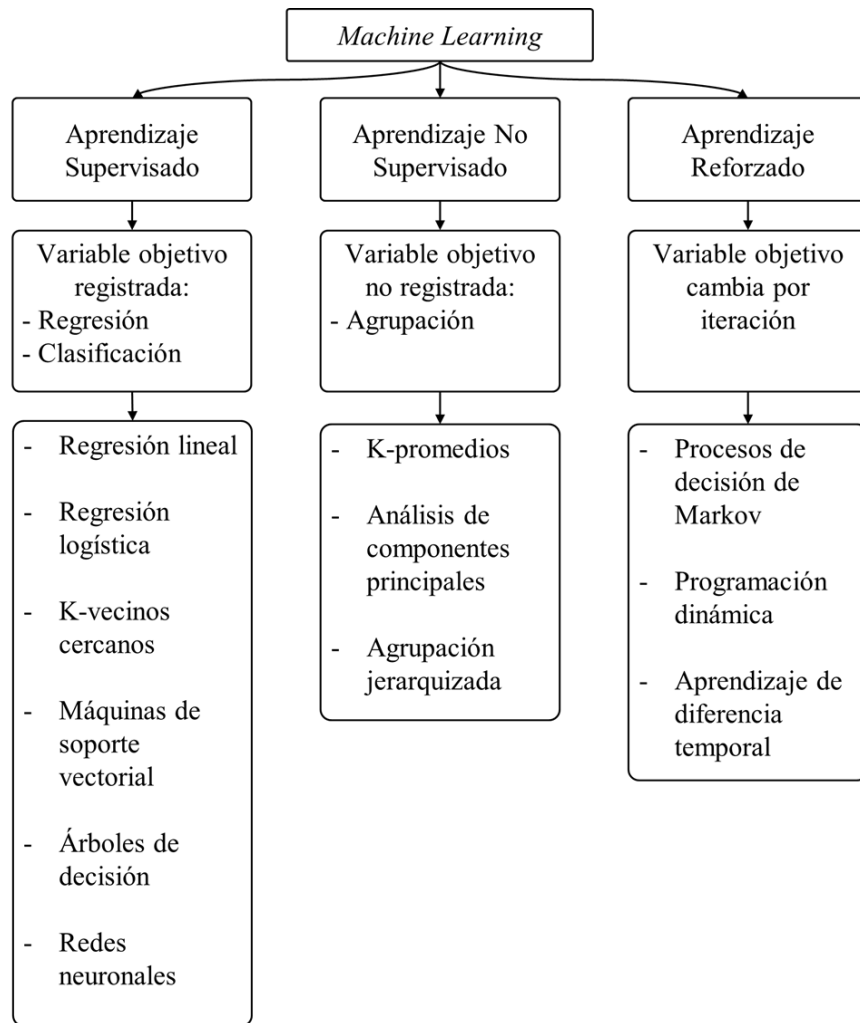 Machine Learning
Aprendizaje
Supervisado
Variable objetivo
registrada:
- Regresión
- Clasificación
- Regresión lineal
- Regresión
logística
- K-vecinos
cercanos
- Máquinas de
soporte
vectorial
- Árboles de
decisión
- Redes
neuronales
Aprendizaje No
Supervisado
Variable objetivo
no registrada:
- Agrupación
- K-promedios
- Análisis de
componentes
principales
- Agrupación
jerarquizada
Aprendizaje
Reforzado
Variable objetivo
cambia por
iteración
- Procesos de
decisión de
Markov
- Programación
dinámica
- Aprendizaje de
diferencia
temporal